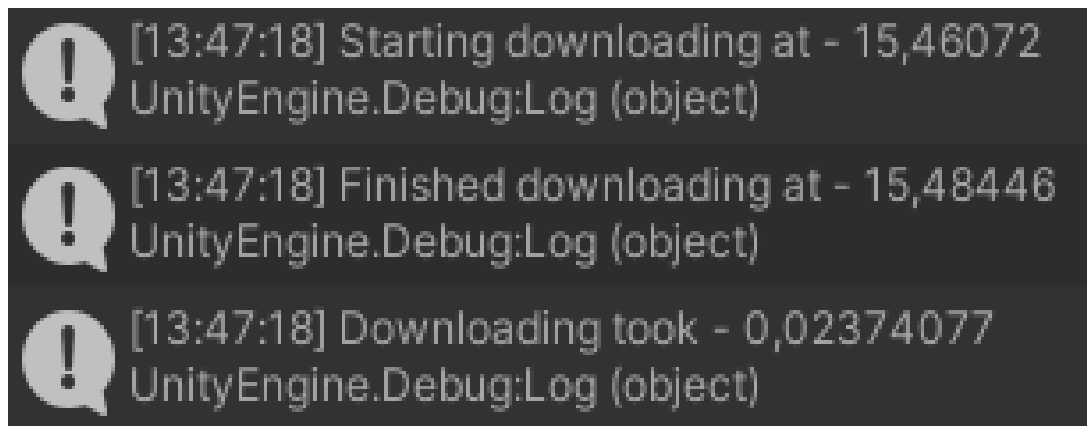 [13:47:18] Starting downloading at - 15,46072
UnityEngine.Debug:Log (object)
[13:47:18] Finished downloading at - 15,48446
UnityEngine.Debug:Log (object)
[13:47:18] Downloading took - 0,02374077
UnityEngine.Debug:Log (object)